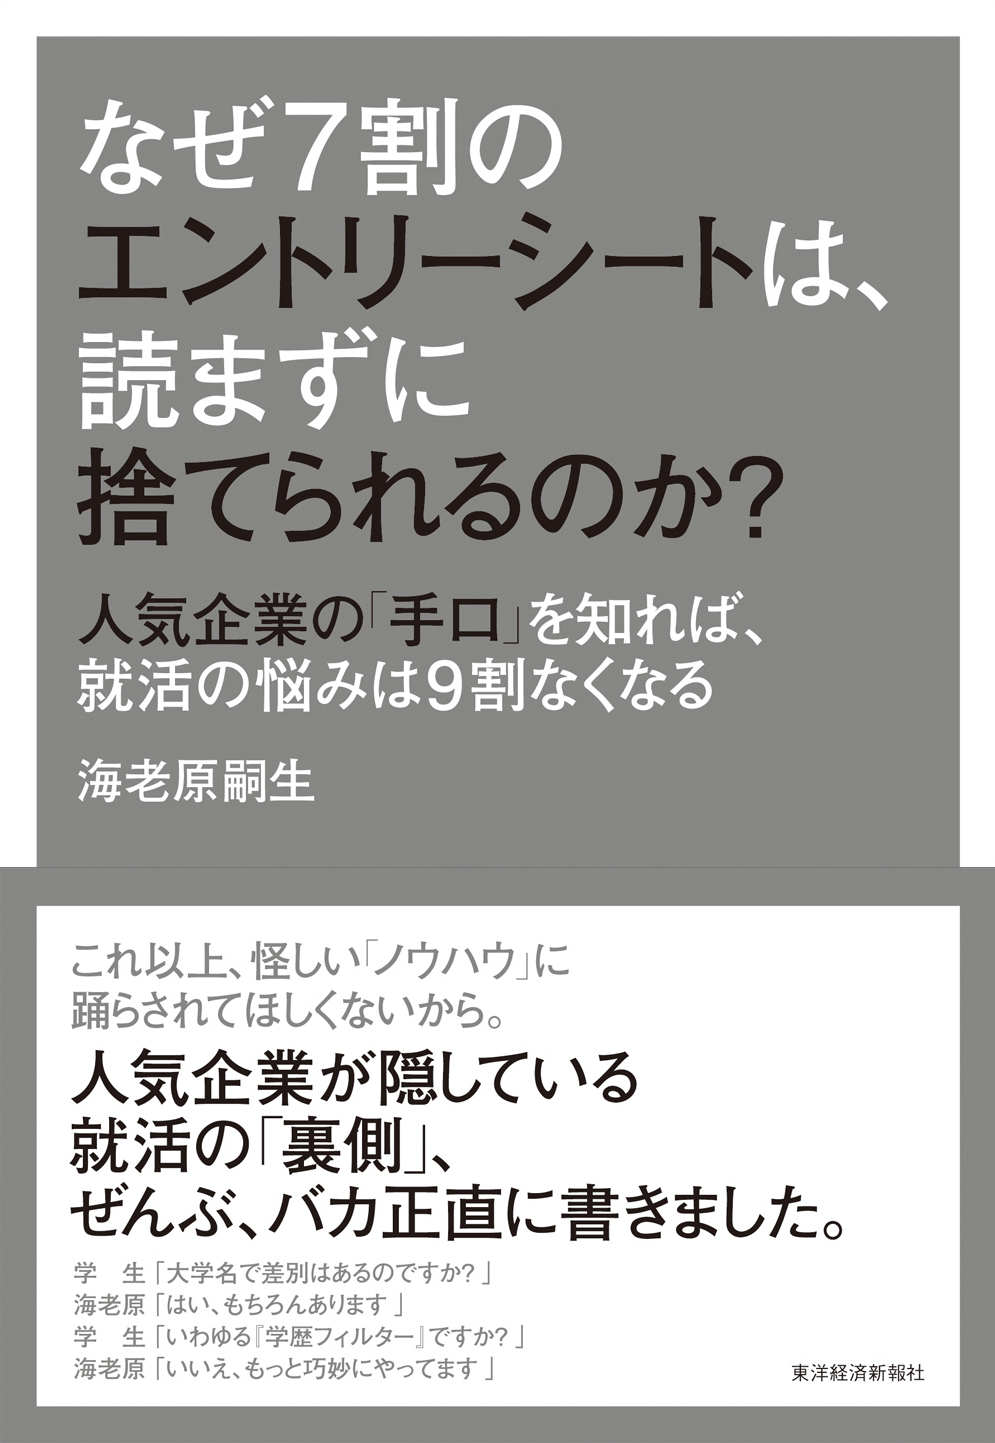 なぜ7割の
エントリーシートは、
読まずに
捨てられるのか?
人気企業の「手口」を知れば、
就活の悩みは9割なくなる
海老原嗣生
これ以上、怪しい「ノウハウ」に
踊らされてほしくないから。
人気企業が隠している
就活の「裏側」、
ぜんぶ、バカ正直に書きました。
学　生「大学名で差別はあるのですか?」
海老原「はい、もちろんあります」
学　生「いわゆる『学歴フィルター』ですか?」
海老原「いいえ、もっと巧妙にやってます」
東洋経済新報社